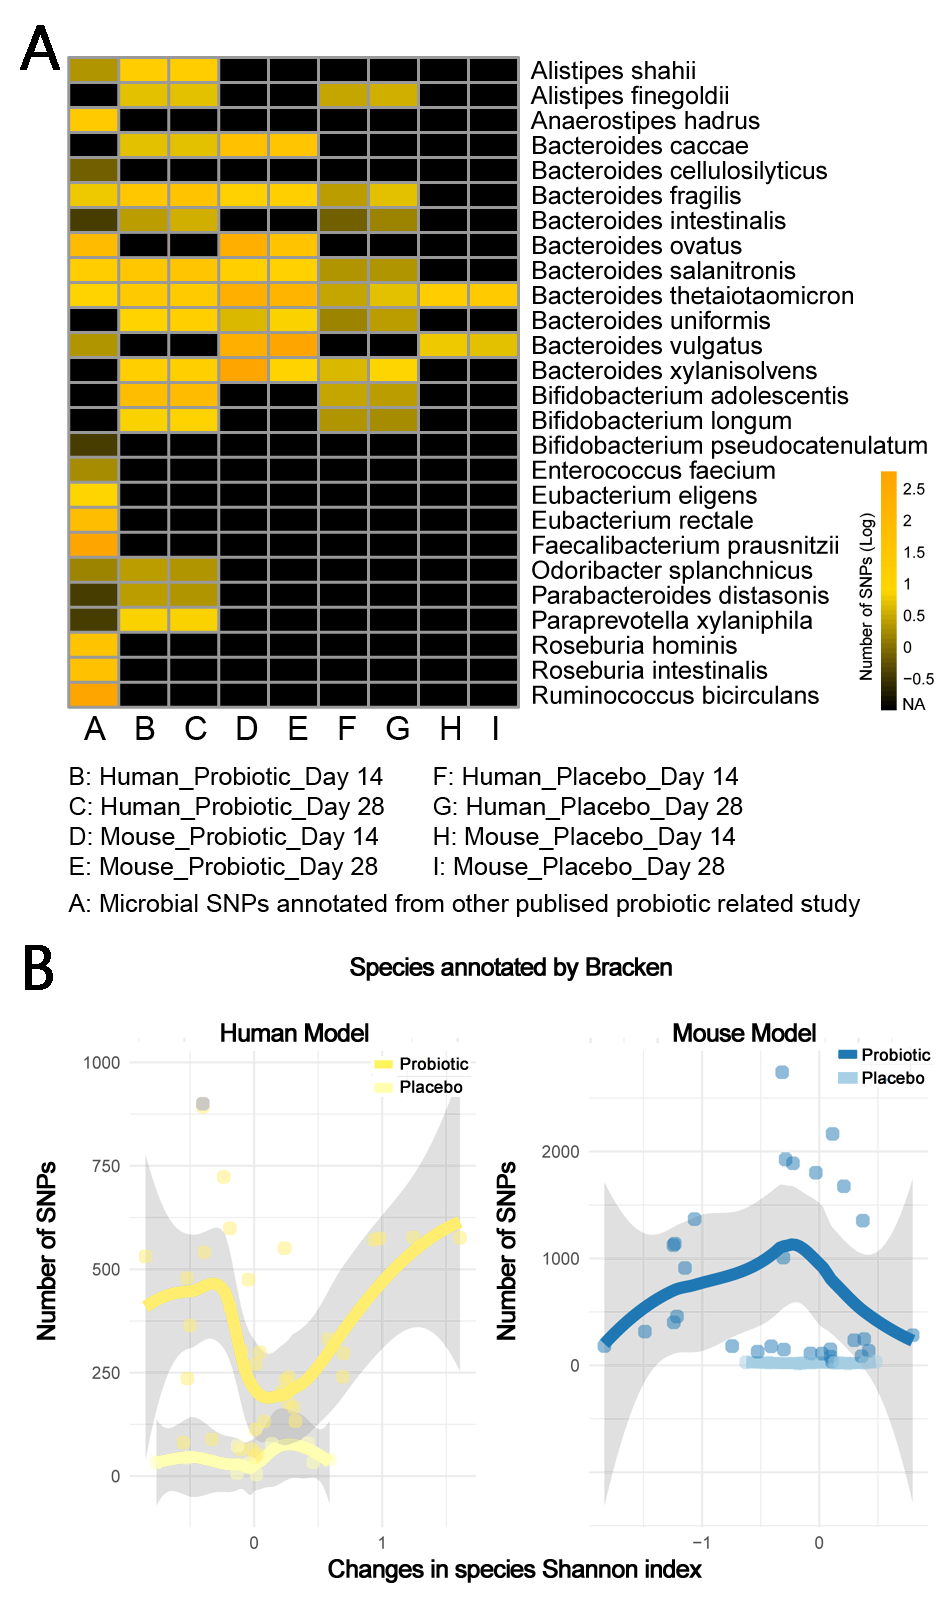 A
Alistipes shahii
Alistipes finegoldii
Anaerostipes hadrus
Bacteroides caccae
Bacteroides cellulosilyticus
Bacteroides fragilis
Bacteroides intestinalis
Bacteroides ovatus
Bacteroides salanitronis
Bacteroides thetaiotaomicron
Bacteroides uniformis
Bacteroides vulgatus
Bacteroides xylanisolvens
Bifidobacterium adolescentis
Bifidobacterium longum
Bifidobacterium pseudocatenulatum
Enterococcus faecium
Eubacterium eligens
Eubacterium rectale
Faecalibacterium prausnitzii
Odoribacter splanchnicus
Parabacteroides distasonis
Paraprevotella xylaniphila
Roseburia hominis
Roseburia intestinalis
Ruminococcus bicirculans
Number of SNPs (Log)
2.5
2
1.5
1
0.5
0
−0.5
NA
A B C D E F G H I
B: Human_Probiotic_Day 14
F: Human_Placebo_Day 14
C: Human_Probiotic_Day 28
G: Human_Placebo_Day 28
D: Mouse_Probiotic_Day 14
H: Mouse_Placebo_Day 14
E: Mouse_Probiotic_Day 28
I: Mouse_Placebo_Day 28
A: Microbial SNPs annotated from other publised probiotic related study
B
Species annotated by Bracken
Human Model
Probiotic
Placebo
Number of SNPs
1000
750
500
250
0
0 1
Mouse Model
Probiotic
Placebo
Number of SNPs
2000
1000
0
−1 0
Changes in species Shannon index